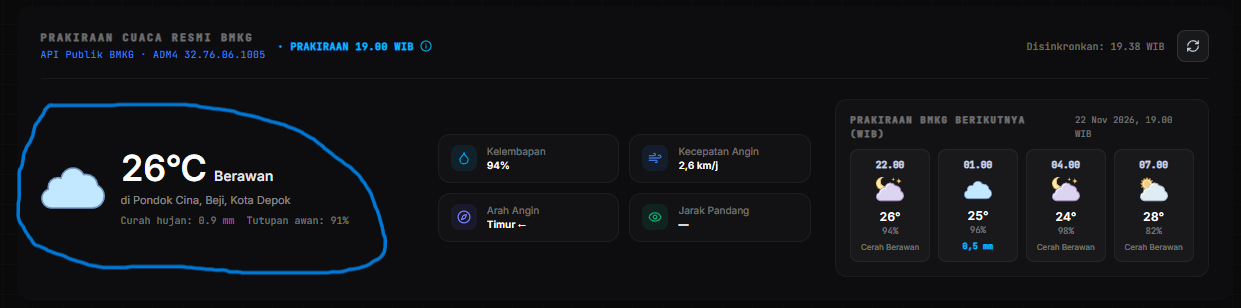 PRAKIRAAN CUACA RESMI BMKG
API Publik BMKG · ADM4 32.76.06.1005
· PRAKIRAAN 19.00 WIB
Disinkronkan: 19.38 WIB
26°C Berawan
di Pondok Cina, Beji, Kota Depok
Curah hujan: 0.9 mm Tutupan awan: 91%
Kelembapan
94%
Kecepatan Angin
2,6 km/j
Arah Angin
Timur ←
Jarak Pandang
—
PRAKIRAAN BMKG BERIKUTNYA
(WIB)
22 Nov 2026, 19.00
WIB
22.00
26°
94%
Cerah Berawan
01.00
25°
96%
0,5 mm
04.00
24°
98%
Cerah Berawan
07.00
28°
82%
Cerah Berawan